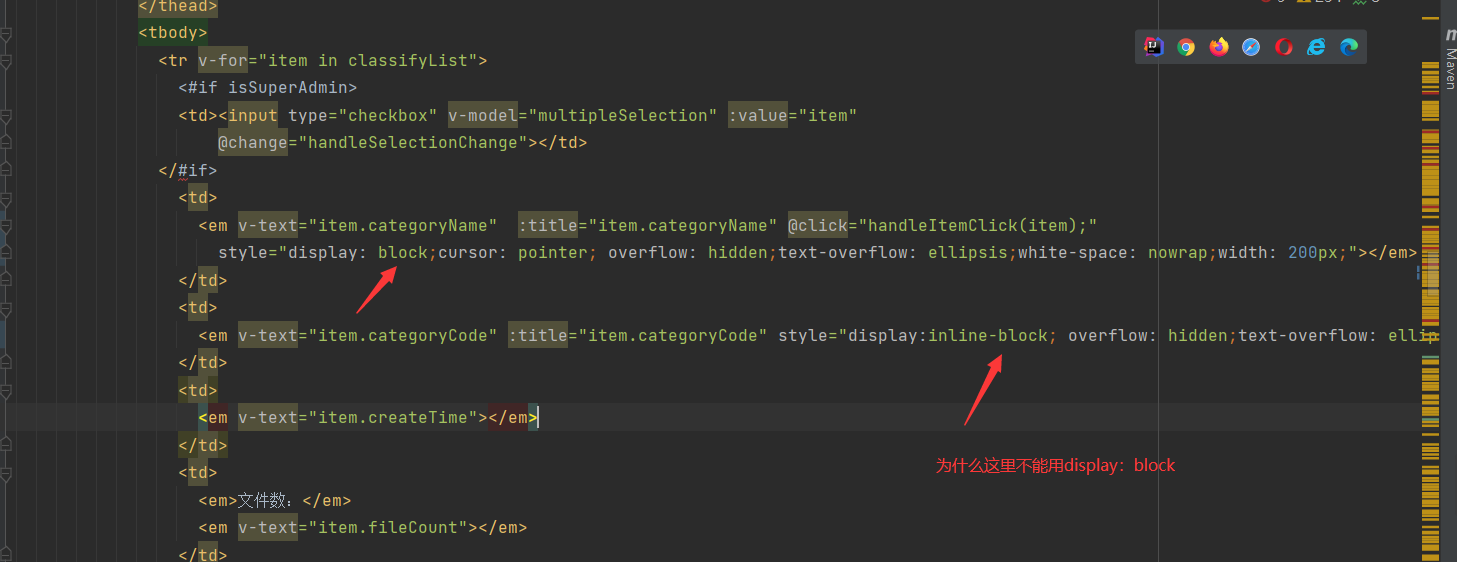 </thead>
<tbody>
<tr v-for="item in classifyList">
<#if isSuperAdmin>
<td><input type="checkbox" v-model="multipleSelection" :value="item"
@change="handleSelectionChange"></td>
</#if>
<td>
<em v-text="item.categoryName" :title="item.categoryName" @click="handleItemClick(item);"
style="display: block;cursor: pointer; overflow: hidden;text-overflow: ellipsis;white-space: nowrap;width: 200px;"></em>
</td>
<td>
<em v-text="item.categoryCode" :title="item.categoryCode" style="display:inline-block; overflow: hidden;text-overflow: ellip
</td>
<td>
<em v-text="item.createTime"></em>
</td>
为什么这里不能用display：block
<td>
<em>文件数：</em>
<em v-text="item.fileCount"></em>
</td>
Maven